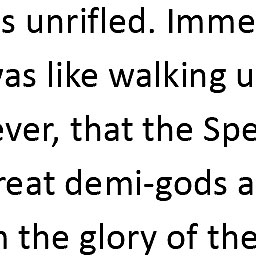 s unrifled. Imme
vas like walking u
ever, that the Spe
reat demi-gods a
n the glory of the